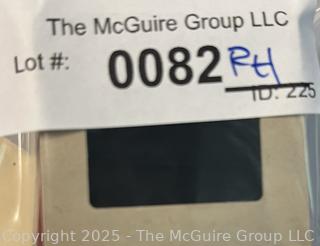 The McGuire Group LLC
Lot #: 0082 RH
ID: 225
Copyright © 2025 - The McGuire Group LLC